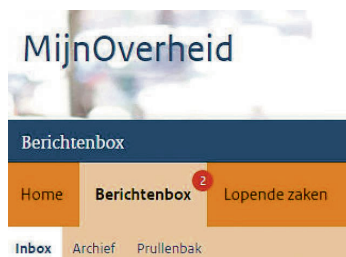 MijnOverheid
Berichtenbox
Home Berichtenbox 2 Lopende zaken
Inbox Archief Prullenbak